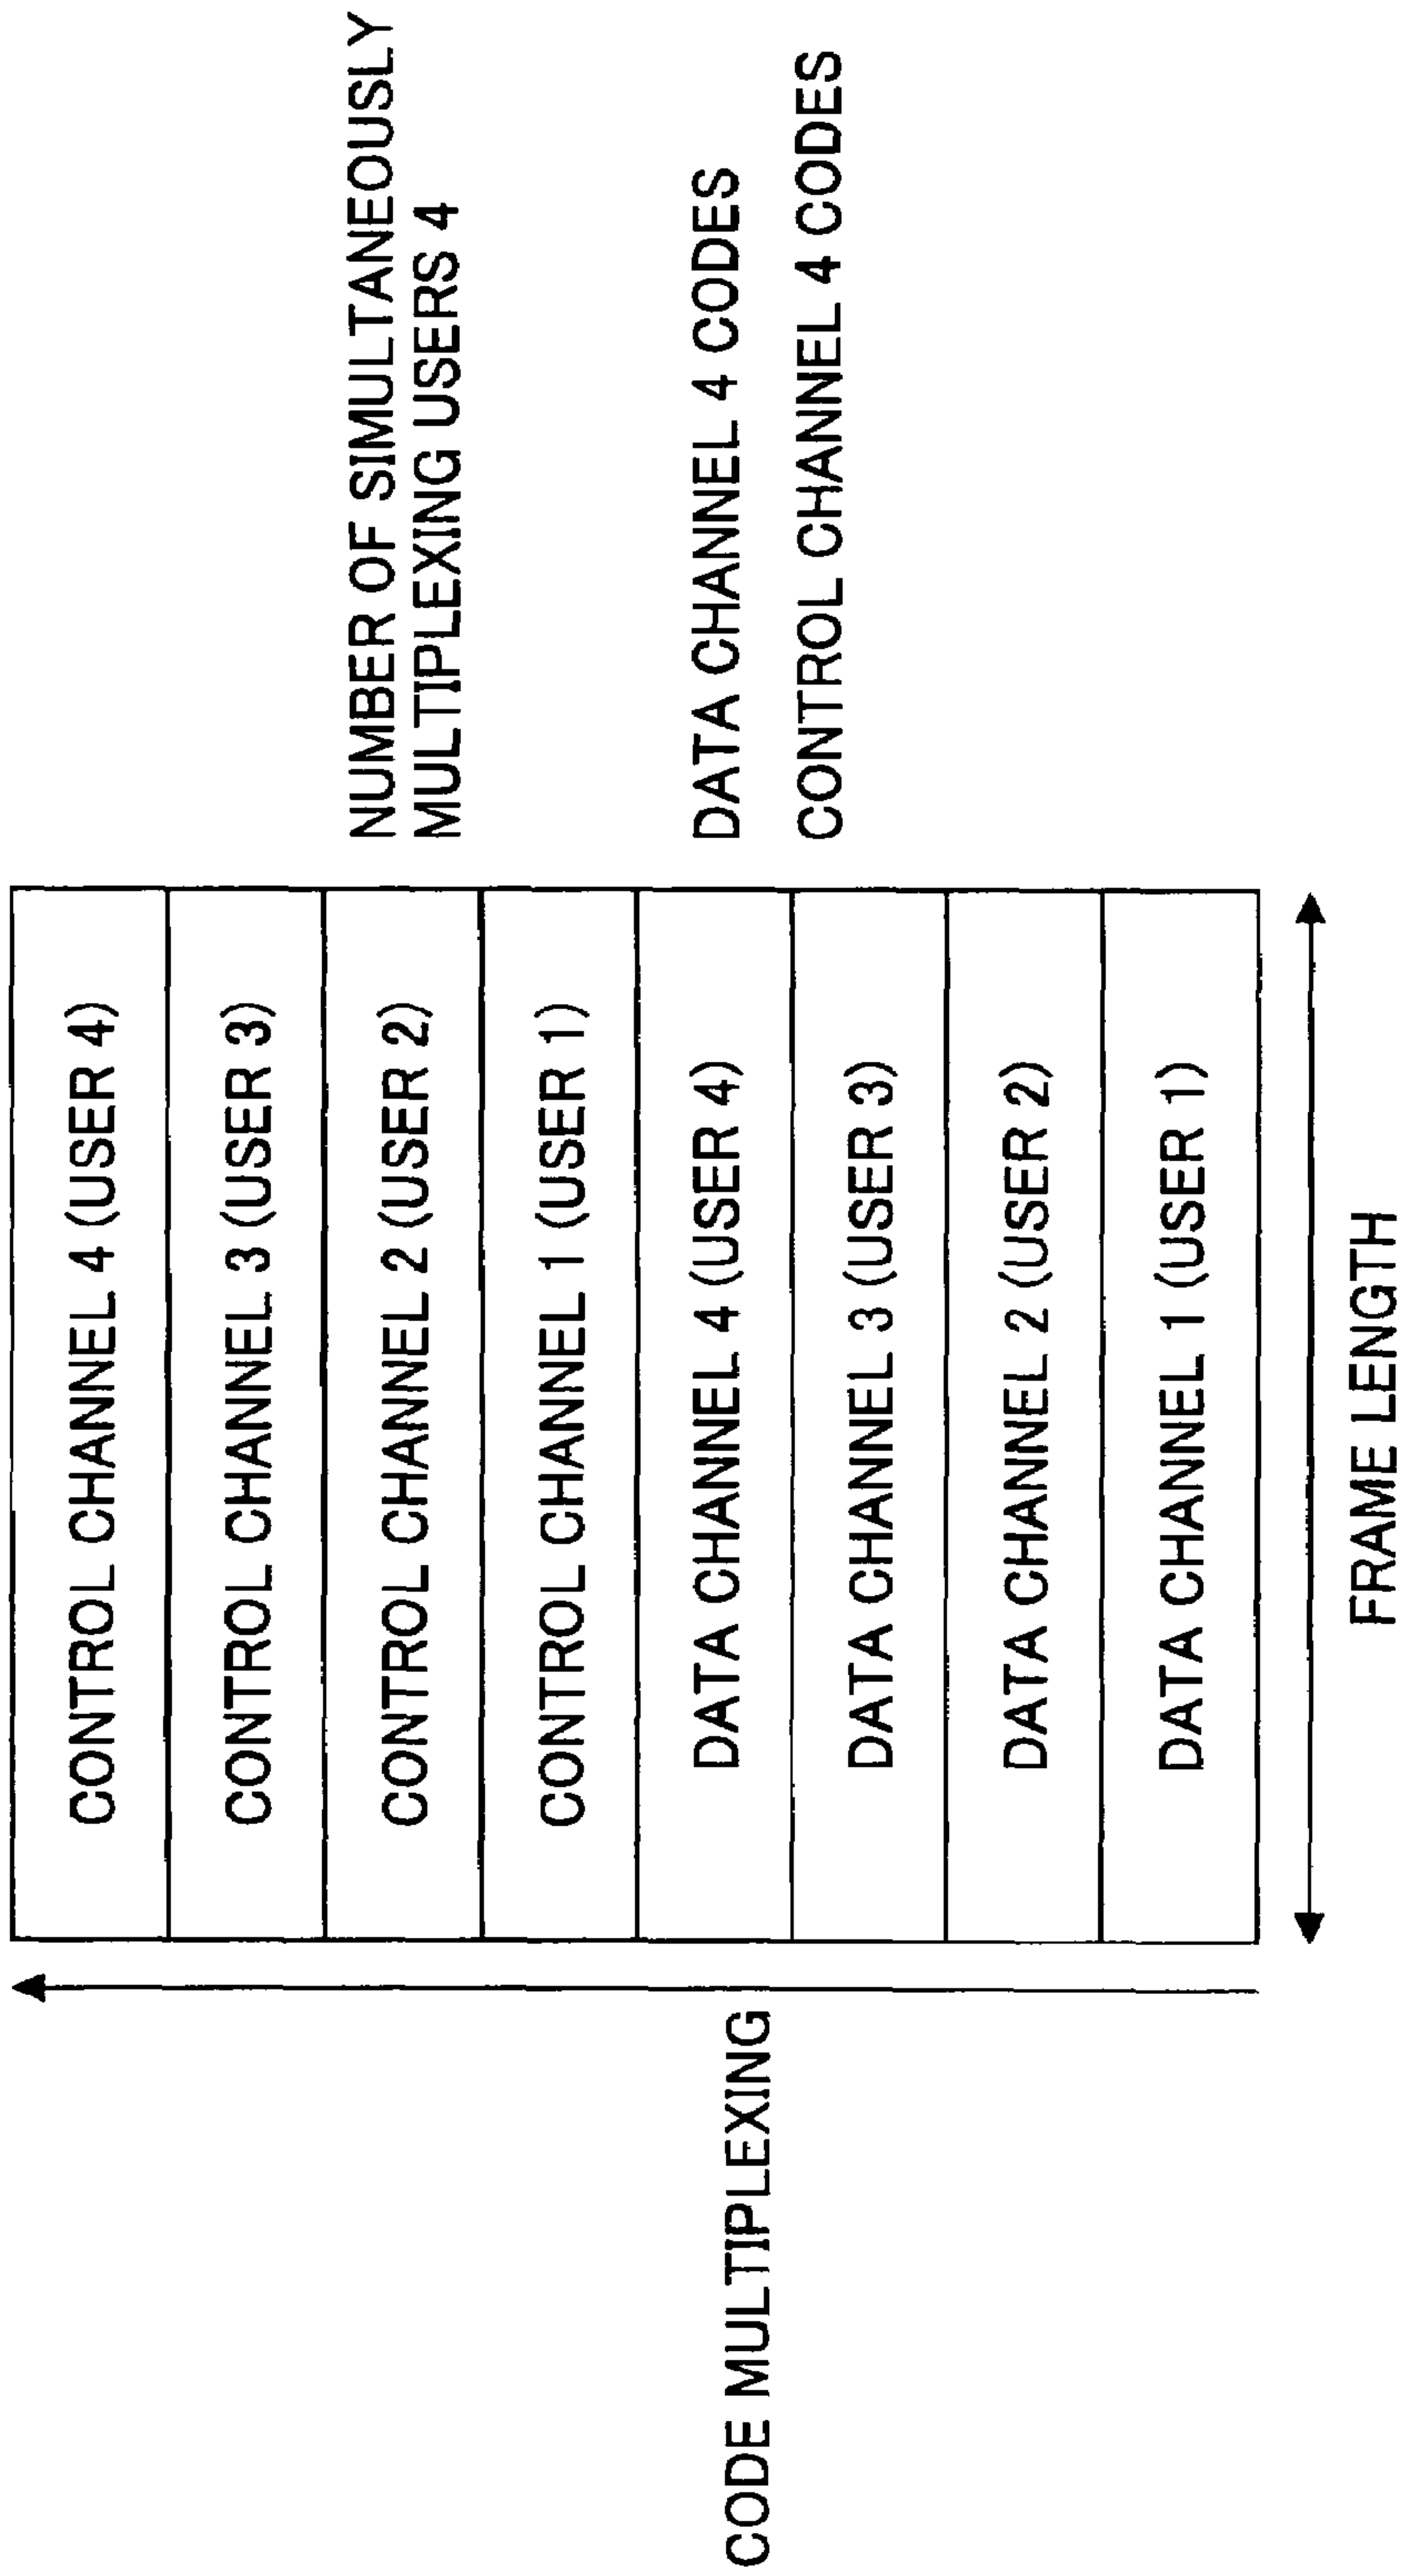 CODE MULTIPLEXING
CONTROL CHANNEL 4 (USER 4)
CONTROL CHANNEL 3 (USER 3)
CONTROL CHANNEL 2 (USER 2)
CONTROL CHANNEL 1 (USER 1)
DATA CHANNEL 4 (USER 4)
DATA CHANNEL 3 (USER 3)
DATA CHANNEL 2 (USER 2)
DATA CHANNEL 1 (USER 1)
FRAME LENGTH
NUMBER OF SIMULTANEOUSLY
MULTIPLEXING USERS 4
DATA CHANNEL 4 CODES
CONTROL CHANNEL 4 CODES